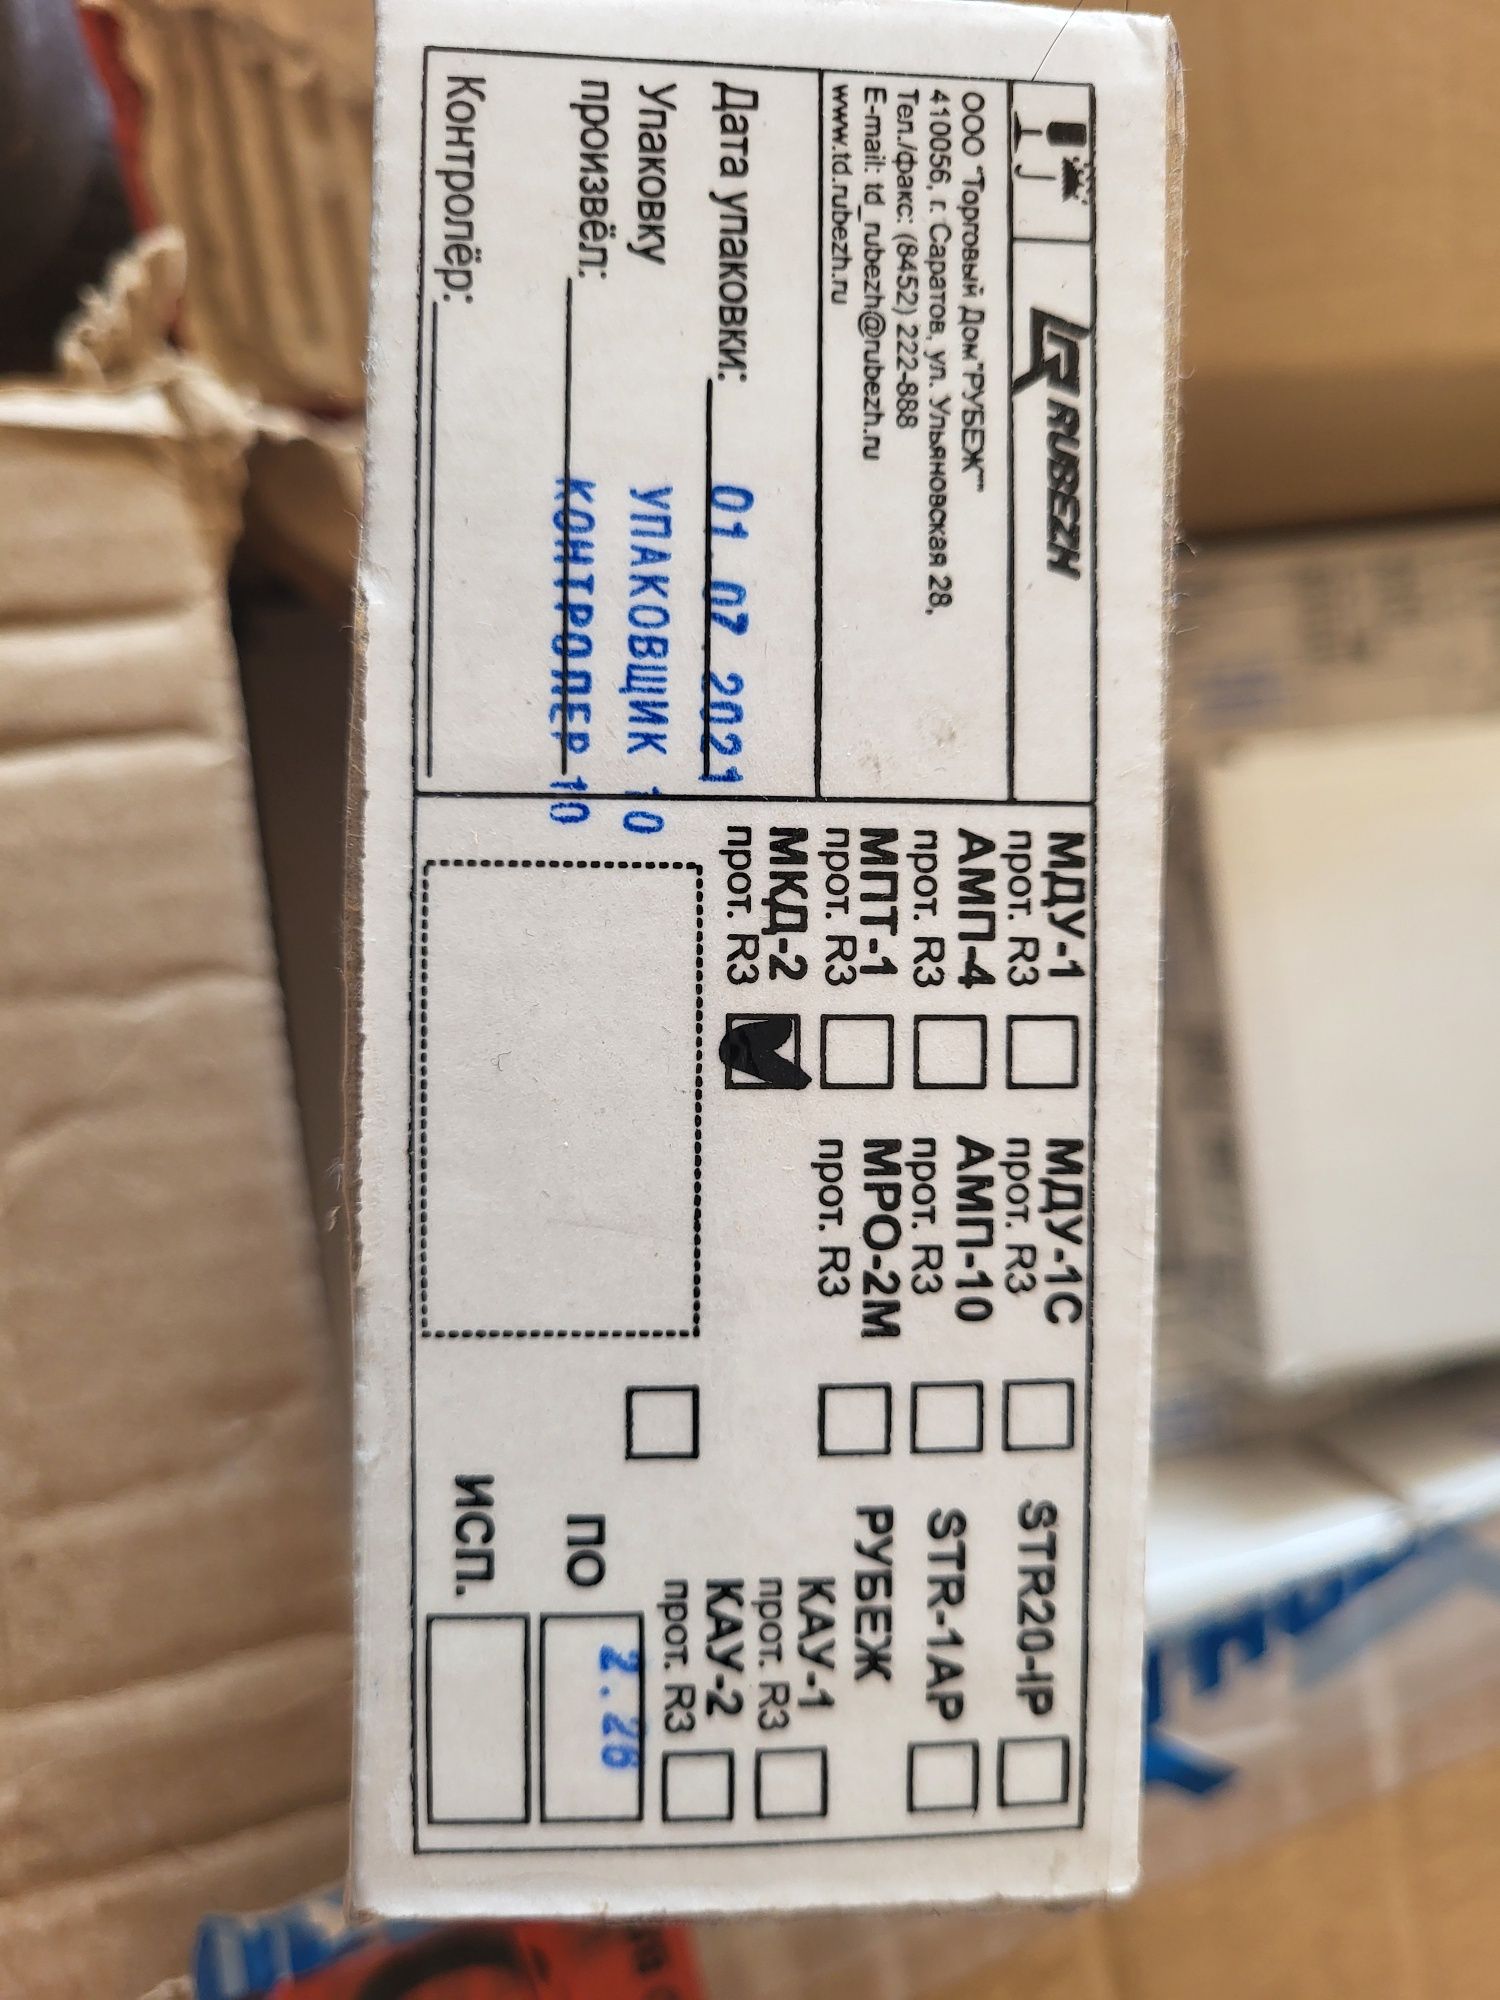 RUBEZH
ООО "Торговый Дом"РУБЕЖ""
410056, г. Саратов, ул. Ульяновская 28,
Тел./факс: (8452) 222-888
E-mail: td_rubezh@rubezh.ru
www.td.rubezh.ru
Дата упаковки: 01 07 2021
Упаковку
произвёл:
УПАКОВЩИК 10
КОНТРОЛЕР 10
Контролёр:
МДУ-1
прот. R3
МДУ-1С
прот. R3
STR20-IP
АМП-4
прот. R3
АМП-10
прот. R3
STR-1AP
МПТ-1
прот. R3
МРО-2М
прот. R3
РУБЕЖ
МКД-2
прот. R3
КАУ-1
прот. R3
КАУ-2
прот. R3
ПО 2.26
ИСП.